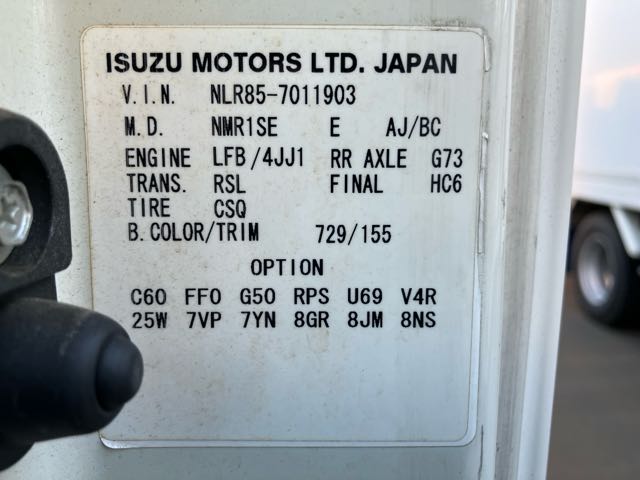 ISUZU MOTORS LTD. JAPAN
V.I.N. NLR85-7011903
M.D. NMR1SE E AJ/BC
ENGINE LFB/4JJ1 RR AXLE G73
TRANS. RSL FINAL HC6
TIRE CSQ
B.COLOR/TRIM 729/155
OPTION
C60 FF0 G50 RPS U69 V4R
25W 7VP 7YN 8GR 8JM 8NS